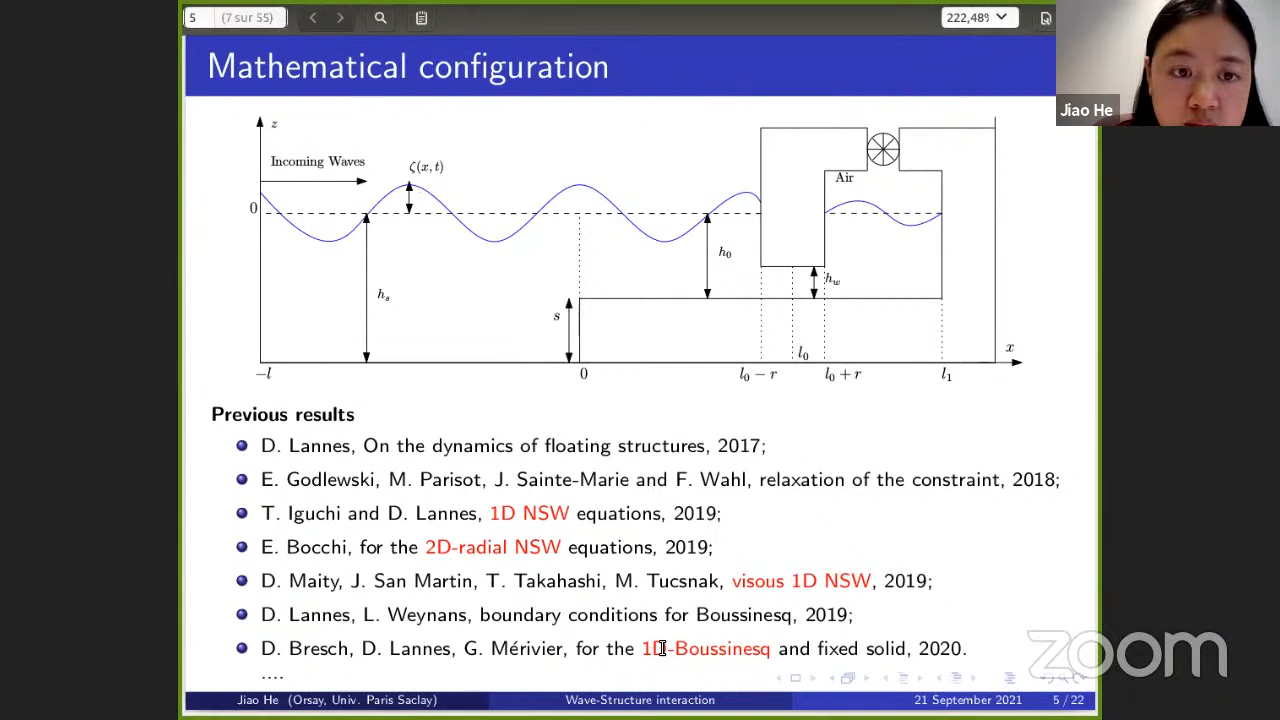 5 (7 sur 55) 222,48%
Mathematical configuration
Jiao He
z
Incoming Waves
ζ(x, t)
Air
0
h0
hw
hs
s
l0
x
−l 0 l0 − r l0 + r l1
Previous results
D. Lannes, On the dynamics of floating structures, 2017;
E. Godlewski, M. Parisot, J. Sainte-Marie and F. Wahl, relaxation of the constraint, 2018;
T. Iguchi and D. Lannes, 1D NSW equations, 2019;
E. Bocchi, for the 2D-radial NSW equations, 2019;
D. Maity, J. San Martin, T. Takahashi, M. Tucsnak, visous 1D NSW, 2019;
D. Lannes, L. Weynans, boundary conditions for Boussinesq, 2019;
D. Bresch, D. Lannes, G. Mérivier, for the 1D-Boussinesq and fixed solid, 2020.
....
zoom
Jiao He (Orsay, Univ. Paris Saclay) Wave-Structure interaction 21 September 2021 5 / 22